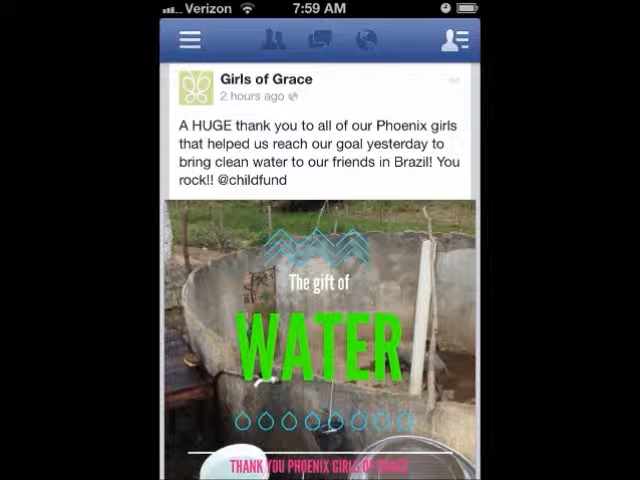 Verizon 7:59 AM
Girls of Grace
2 hours ago
A HUGE thank you to all of our Phoenix girls
that helped us reach our goal yesterday to
bring clean water to our friends in Brazil! You
rock!! @childfund
The gift of
WATER
THANK YOU PHOENIX GIRLS OF GRACE